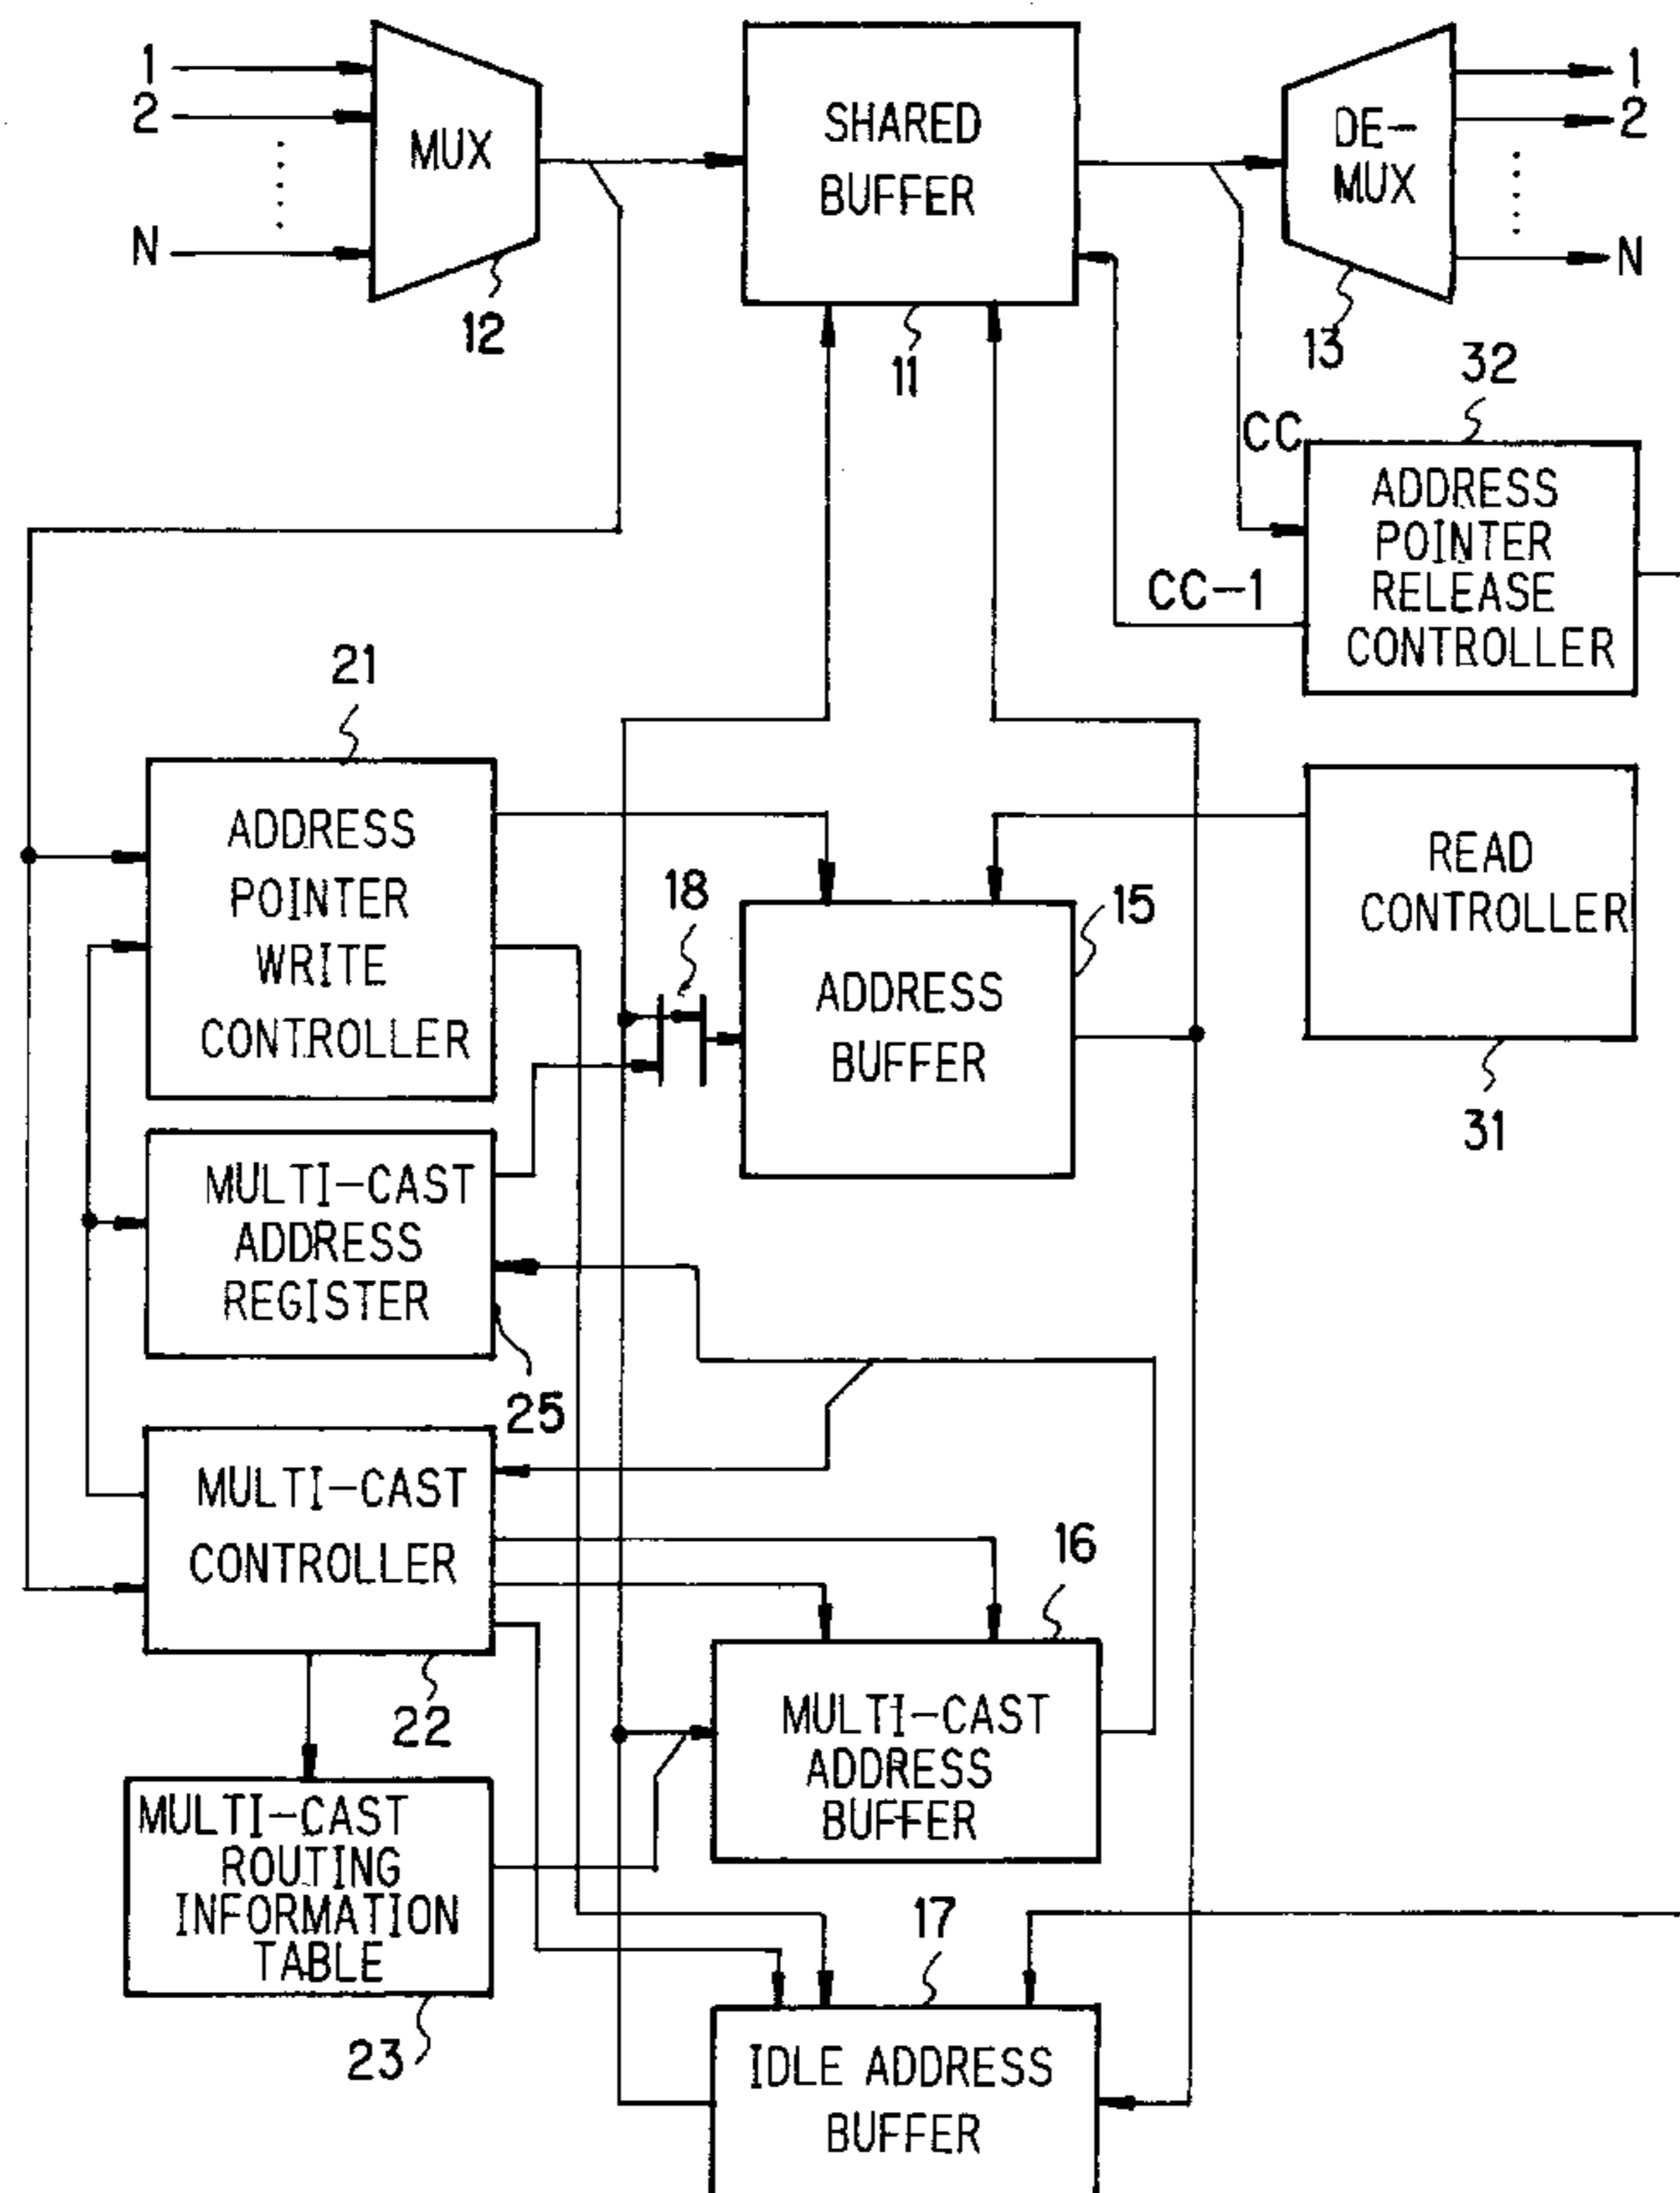 1
2
N
MUX
12
SHARED
BUFFER
11
DE-
MUX
13
1
2
N
32
CC
ADDRESS
POINTER
RELEASE
CONTROLLER
CC-1
21
ADDRESS
POINTER
WRITE
CONTROLLER
18
ADDRESS
BUFFER
15
READ
CONTROLLER
31
MULTI-CAST
ADDRESS
REGISTER
25
MULTI-CAST
CONTROLLER
22
16
MULTI-CAST
ADDRESS
BUFFER
MULTI-CAST
ROUTING
INFORMATION
TABLE
23
17
IDLE ADDRESS
BUFFER